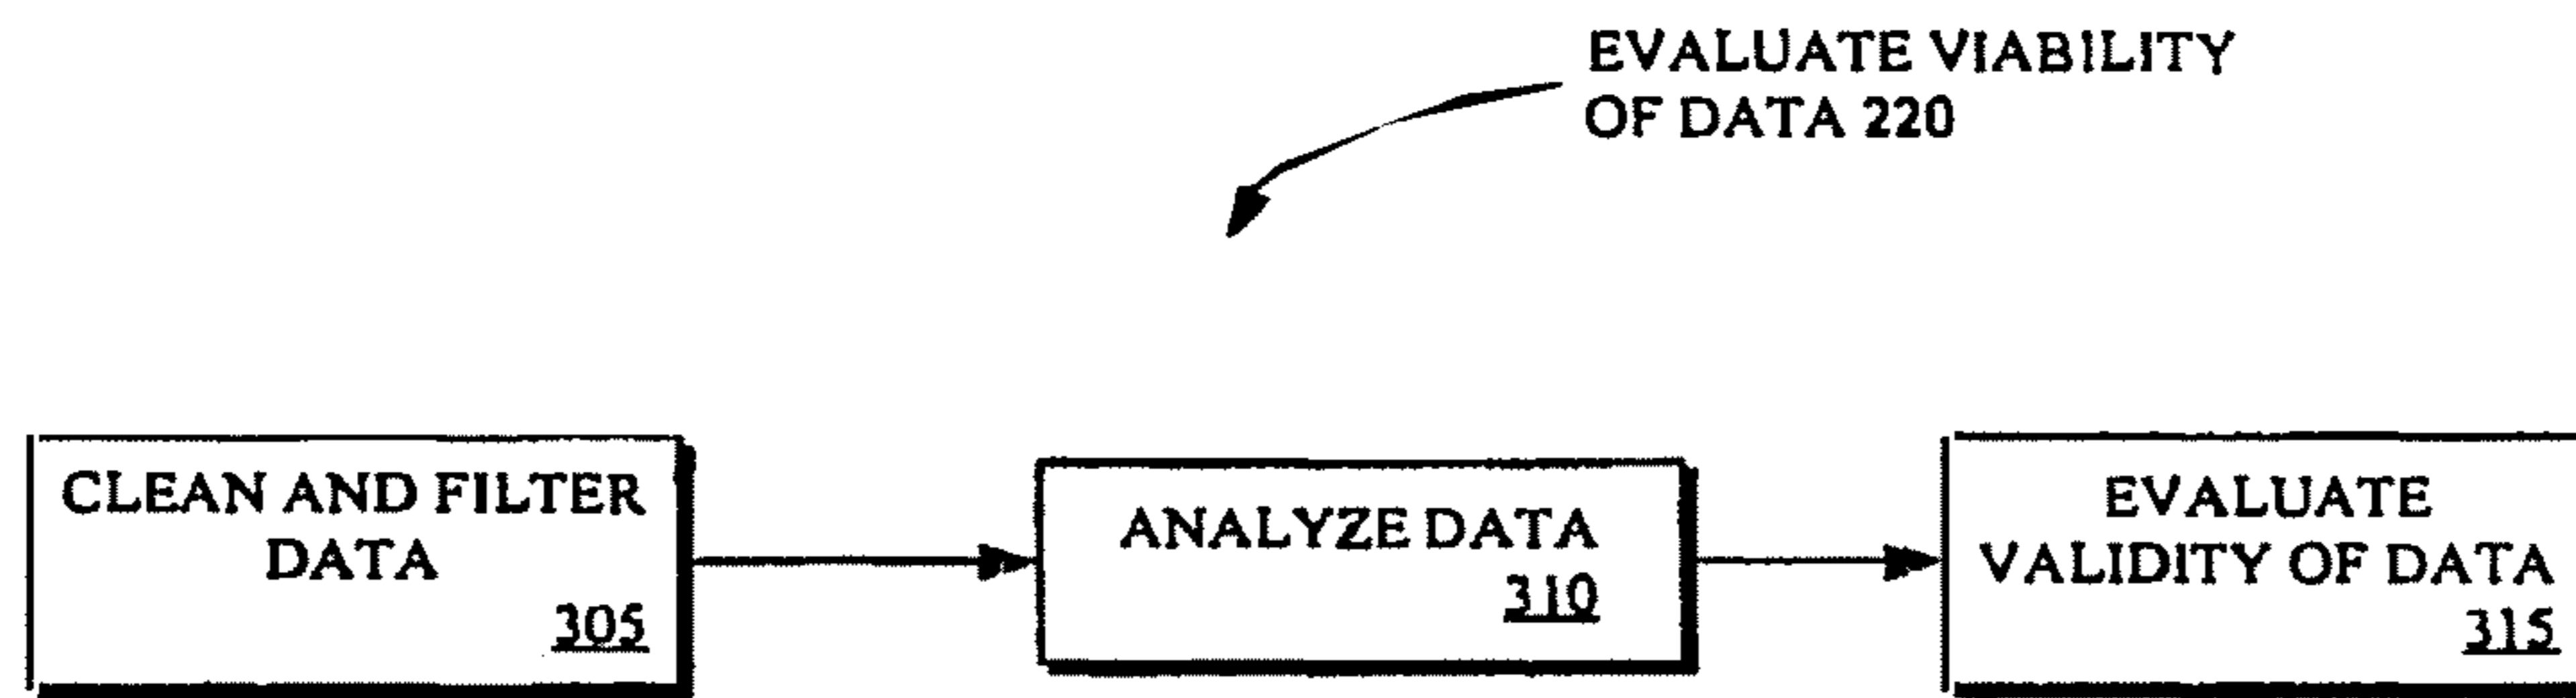 EVALUATE VIABILITY
OF DATA 220
CLEAN AND FILTER
DATA
305
ANALYZE DATA
310
EVALUATE
VALIDITY OF DATA
315